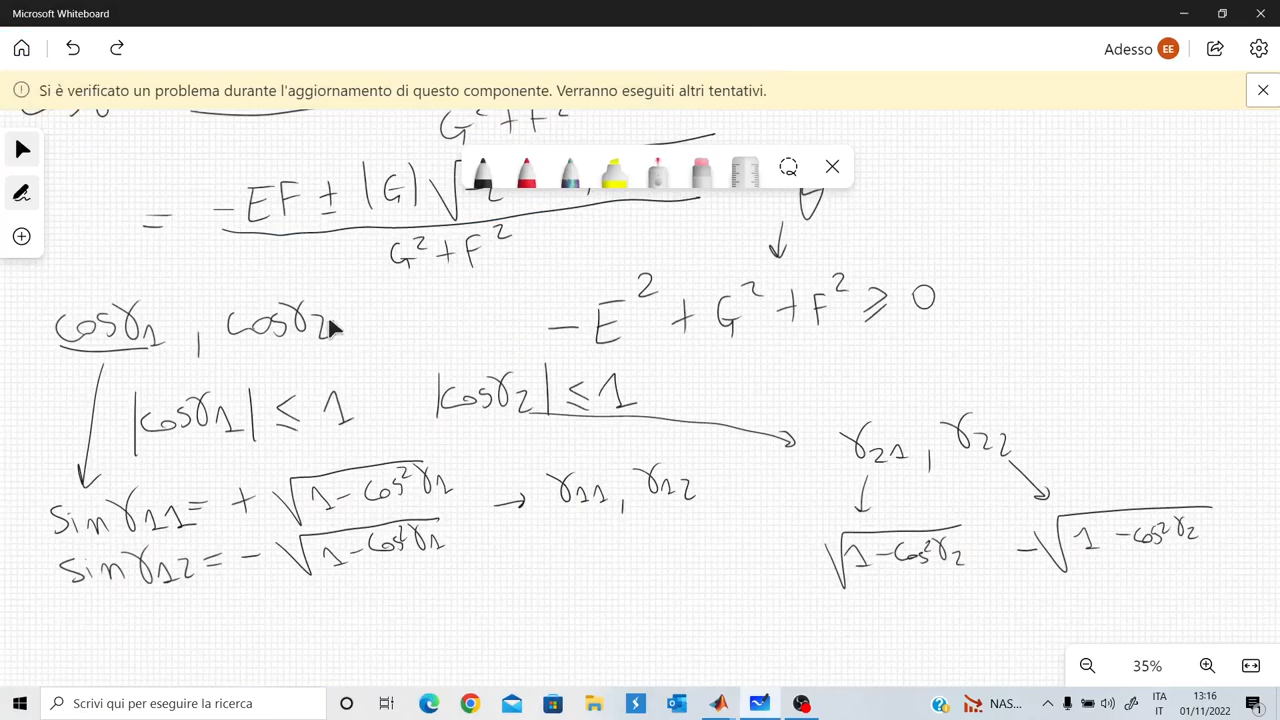 Microsoft Whiteboard
Adesso EE
Si è verificato un problema durante l'aggiornamento di questo componente. Verranno eseguiti altri tentativi.
G² + F²
= -EF ± |G| √
G² + F²
cosγ1 , cosγ2
-E² + G² + F² ⩾ 0
|cosγ1| ≤ 1 |cosγ2| ≤ 1
γ21 , γ22
sinγ11 = + √1-cos²γ1 → γ11 , γ12
sinγ12 = - √1-cos²γ1
√1-cos²γ2 -√1-cos²γ2
35%
Scrivi qui per eseguire la ricerca
NAS...
ITA
IT
13:16
01/11/2022
1